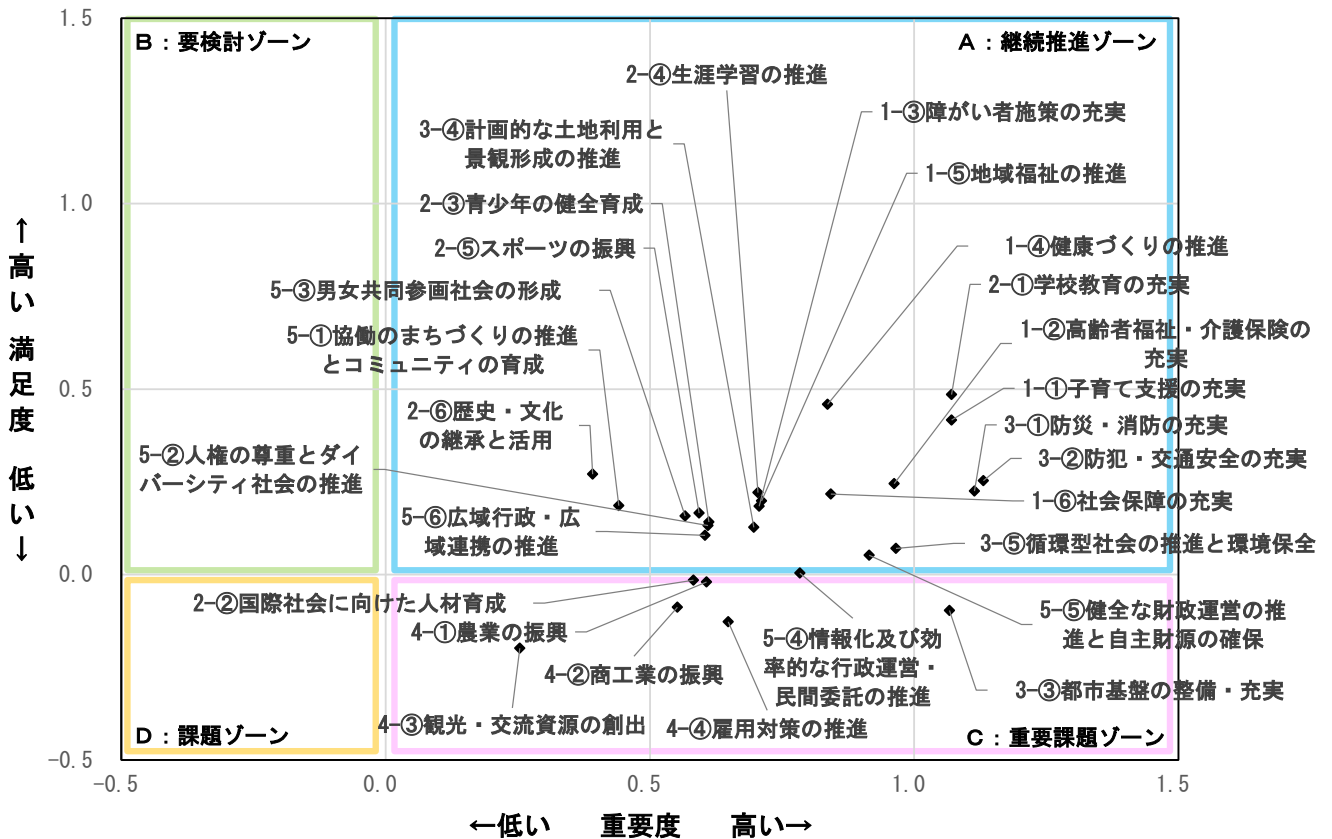 1.5
B：要検討ゾーン
A：継続推進ゾーン
2-④生涯学習の推進
1-③障がい者施策の充実
3-④計画的な土地利用と
景観形成の推進
1-⑤地域福祉の推進
1.0
2-③青少年の健全育成
2-⑤スポーツの振興
1-④健康づくりの推進
2-①学校教育の充実
5-③男女共同参画社会の形成
5-①協働のまちづくりの推進
とコミュニティの育成
1-②高齢者福祉・介護保険の
充実
0.5
1-①子育て支援の充実
2-⑥歴史・文化
の継承と活用
3-①防災・消防の充実
5-②人権の尊重とダイ
バーシティ社会の推進
3-②防犯・交通安全の充実
1-⑥社会保障の充実
5-⑥広域行政・広
域連携の推進
3-⑤循環型社会の推進と環境保全
0.0
2-②国際社会に向けた人材育成
4-①農業の振興
5-⑤健全な財政運営の推
進と自主財源の確保
5-④情報化及び効
率的な行政運営・
民間委託の推進
4-②商工業の振興
3-③都市基盤の整備・充実
4-③観光・交流資源の創出
4-④雇用対策の推進
D：課題ゾーン
C：重要課題ゾーン
-0.5
-0.5
0.0
0.5
1.0
1.5
↑高い 満足度 低い↓
←低い 重要度 高い→